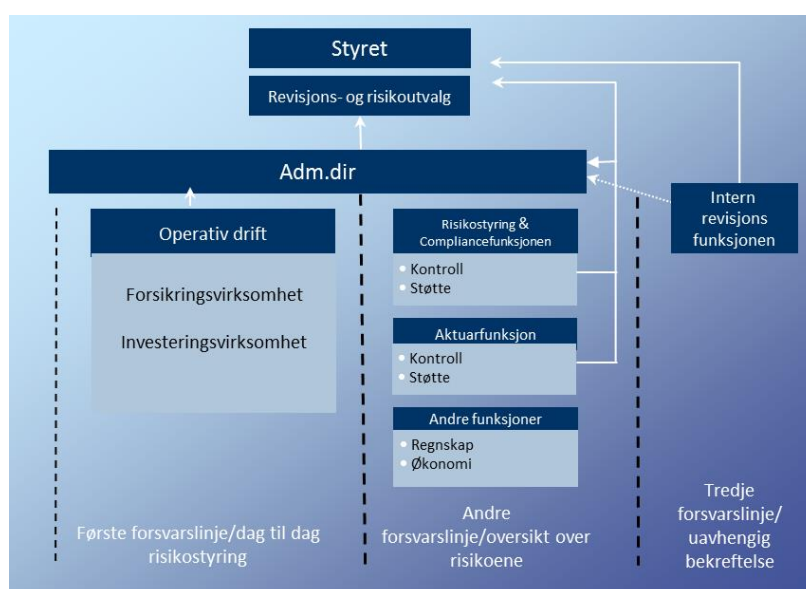 Styret
Revisjons- og risikoutvalg
Adm.dir
Operativ drift
Forsikringsvirksomhet
Investeringsvirksomhet
Risikostyring &
Compliancefunksjonen
• Kontroll
• Støtte
Aktuarfunksjon
• Kontroll
• Støtte
Andre funksjoner
• Regnskap
• Økonomi
Intern
revisjons
funksjonen
Første forsvarslinje/dag til dag
risikostyring
Andre
forsvarslinje/oversikt over
risikoene
Tredje
forsvarslinje/
uavhengig
bekreftelse